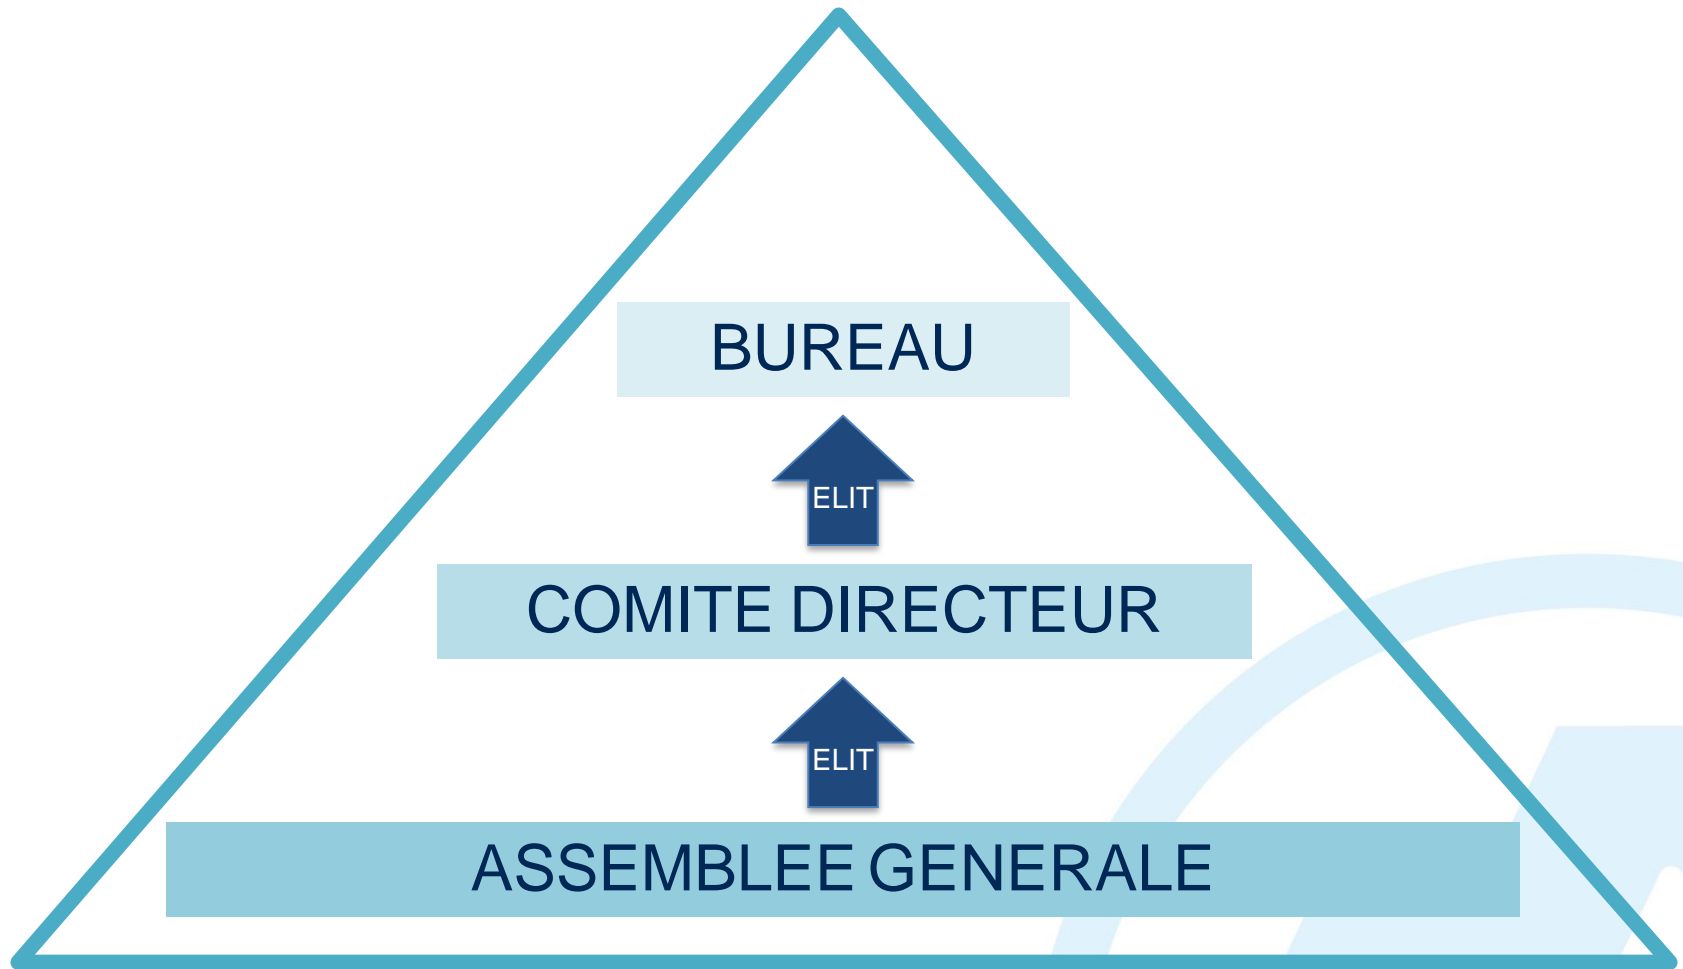 BUREAU
ELIT
COMITE DIRECTEUR
ELIT
ASSEMBLEE GENERALE